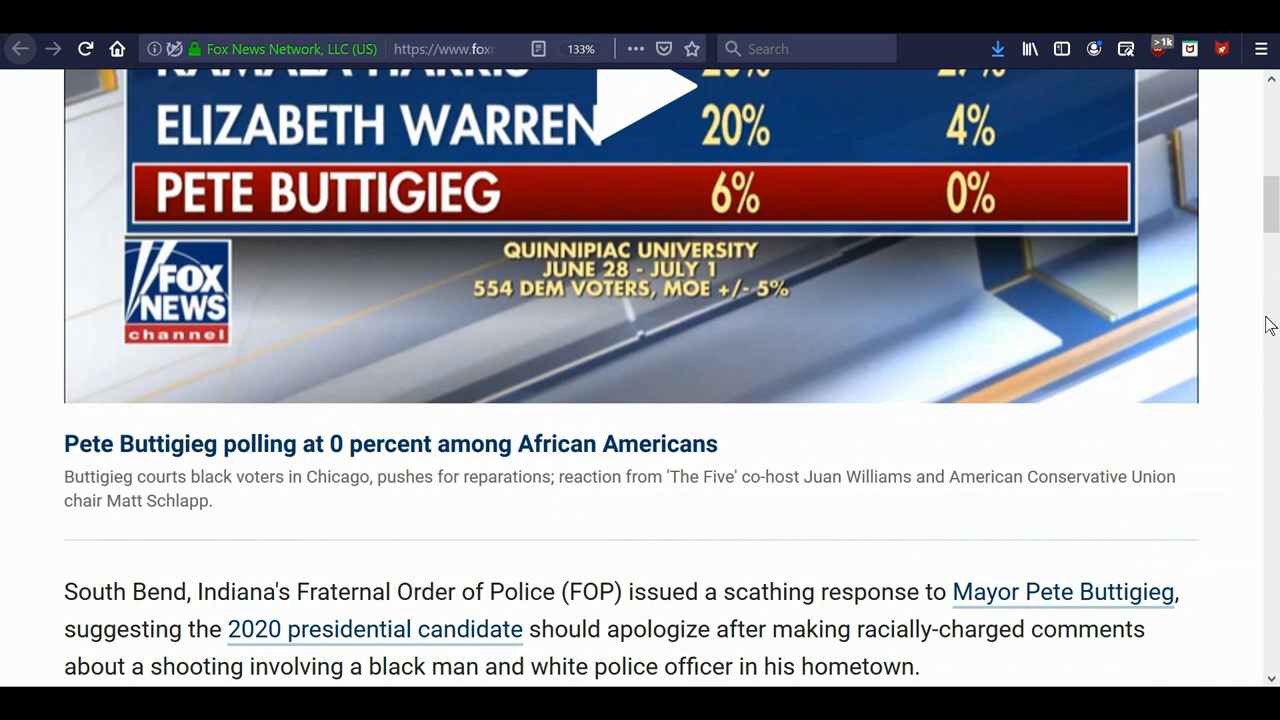 Fox News Network, LLC (US)
https://www.fox
133%
Search
>1k
KAMALA HARRIS 20% 27%
ELIZABETH WARREN 20% 4%
PETE BUTTIGIEG 6% 0%
QUINNIPIAC UNIVERSITY
JUNE 28 - JULY 1
554 DEM VOTERS, MOE +/- 5%
FOX
NEWS
channel
Pete Buttigieg polling at 0 percent among African Americans
Buttigieg courts black voters in Chicago, pushes for reparations; reaction from 'The Five' co-host Juan Williams and American Conservative Union
chair Matt Schlapp.
South Bend, Indiana's Fraternal Order of Police (FOP) issued a scathing response to Mayor Pete Buttigieg,
suggesting the 2020 presidential candidate should apologize after making racially-charged comments
about a shooting involving a black man and white police officer in his hometown.